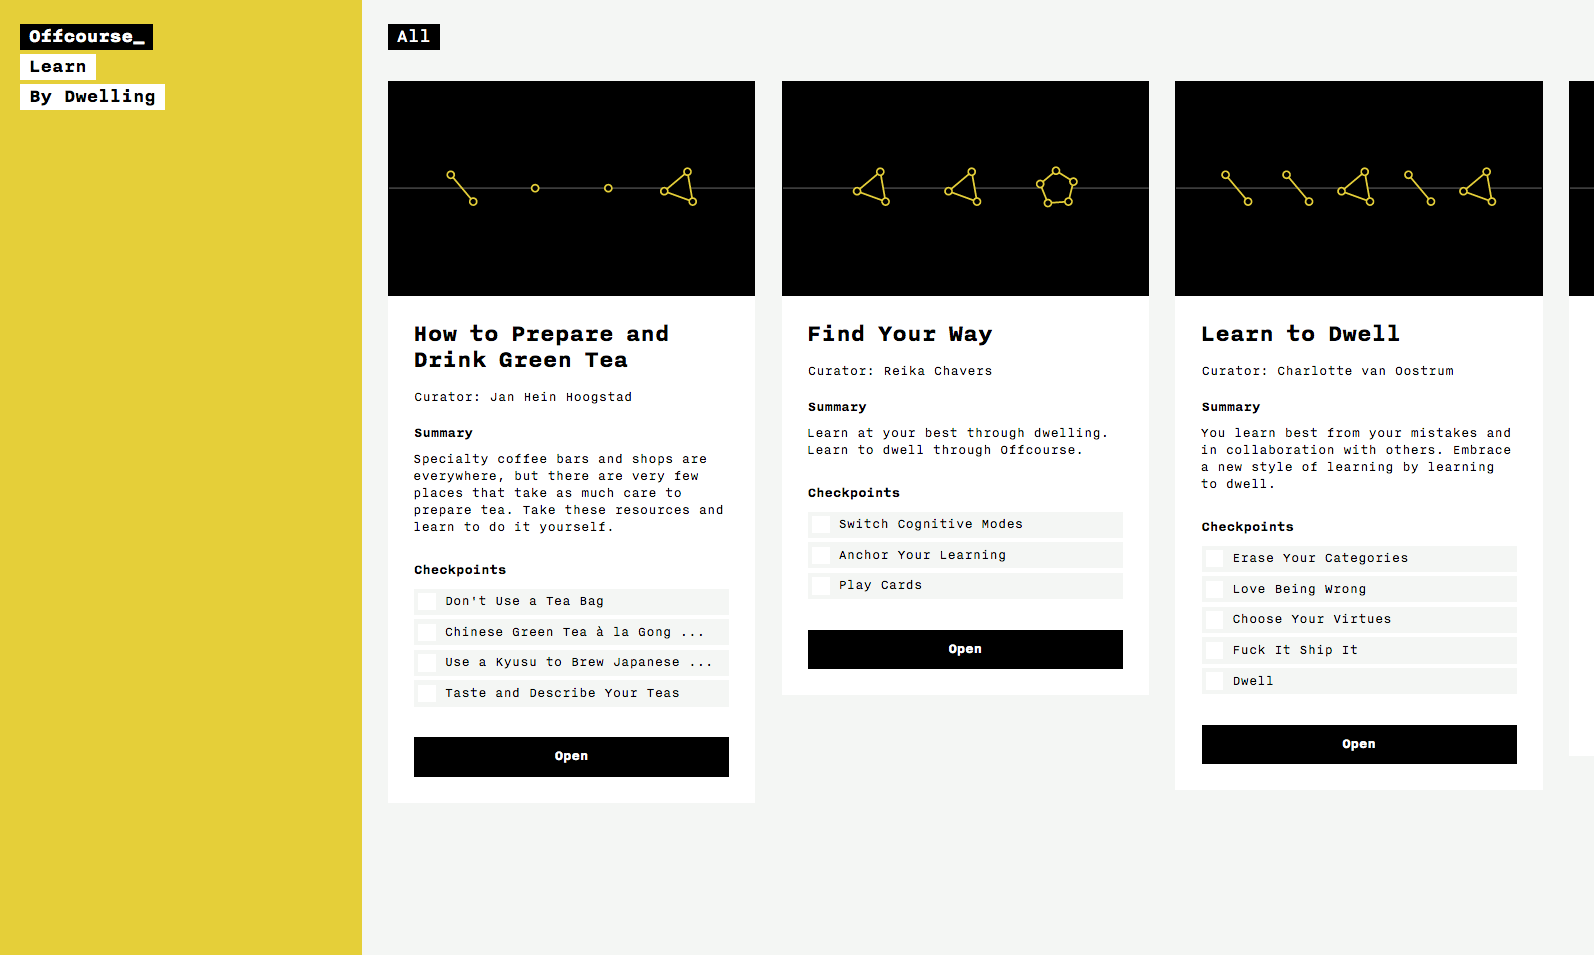 Offcourse_
Learn
By Dwelling
All
How to Prepare and
Drink Green Tea
Curator: Jan Hein Hoogstad
Summary
Specialty coffee bars and shops are
everywhere, but there are very few
places that take as much care to
prepare tea. Take these resources and
learn to do it yourself.
Checkpoints
Don't Use a Tea Bag
Chinese Green Tea à la Gong ...
Use a Kyusu to Brew Japanese ...
Taste and Describe Your Teas
Open
Find Your Way
Curator: Reika Chavers
Summary
Learn at your best through dwelling.
Learn to dwell through Offcourse.
Checkpoints
Switch Cognitive Modes
Anchor Your Learning
Play Cards
Open
Learn to Dwell
Curator: Charlotte van Oostrum
Summary
You learn best from your mistakes and
in collaboration with others. Embrace
a new style of learning by learning
to dwell.
Checkpoints
Erase Your Categories
Love Being Wrong
Choose Your Virtues
Fuck It Ship It
Dwell
Open